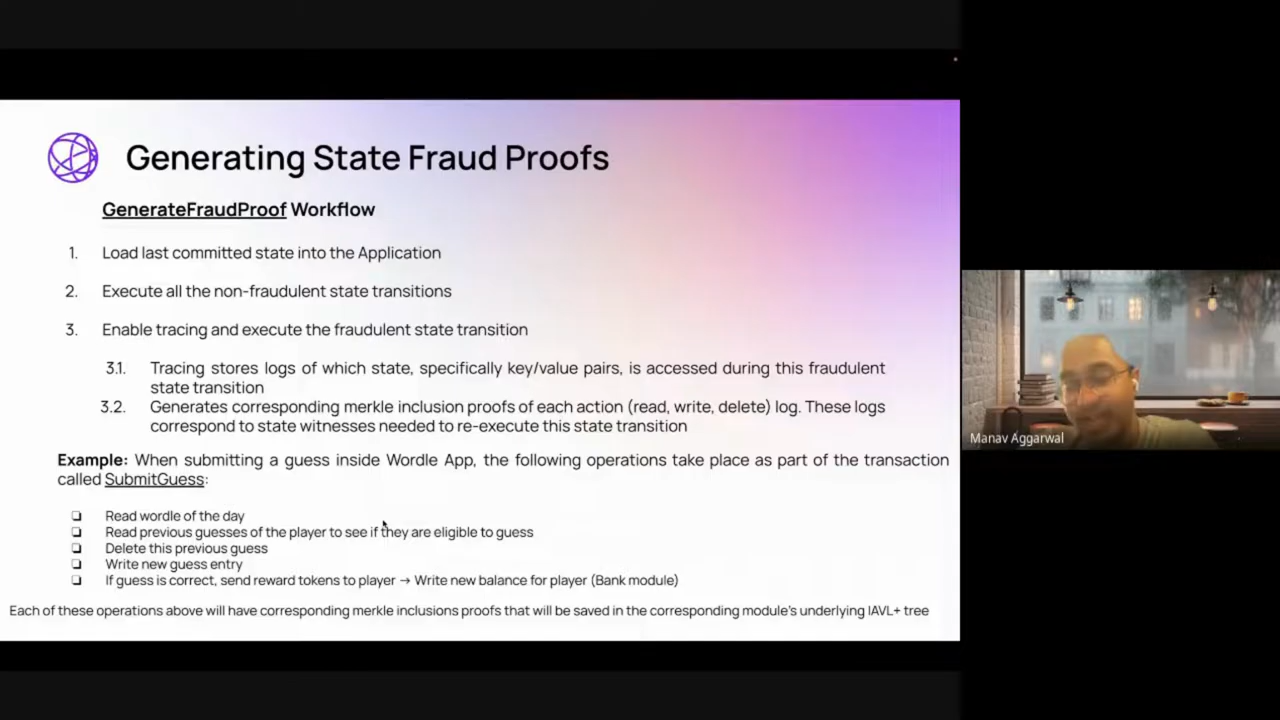 Generating State Fraud Proofs
GenerateFraudProof Workflow
1. Load last committed state into the Application
2. Execute all the non-fraudulent state transitions
3. Enable tracing and execute the fraudulent state transition
3.1. Tracing stores logs of which state, specifically key/value pairs, is accessed during this fraudulent
state transition
3.2. Generates corresponding merkle inclusion proofs of each action (read, write, delete) log. These logs
correspond to state witnesses needed to re-execute this state transition
Example: When submitting a guess inside Wordle App, the following operations take place as part of the transaction
called SubmitGuess:
❏ Read wordle of the day
❏ Read previous guesses of the player to see if they are eligible to guess
❏ Delete this previous guess
❏ Write new guess entry
❏ If guess is correct, send reward tokens to player → Write new balance for player (Bank module)
Each of these operations above will have corresponding merkle inclusions proofs that will be saved in the corresponding module's underlying IAVL+ tree
Manav Aggarwal